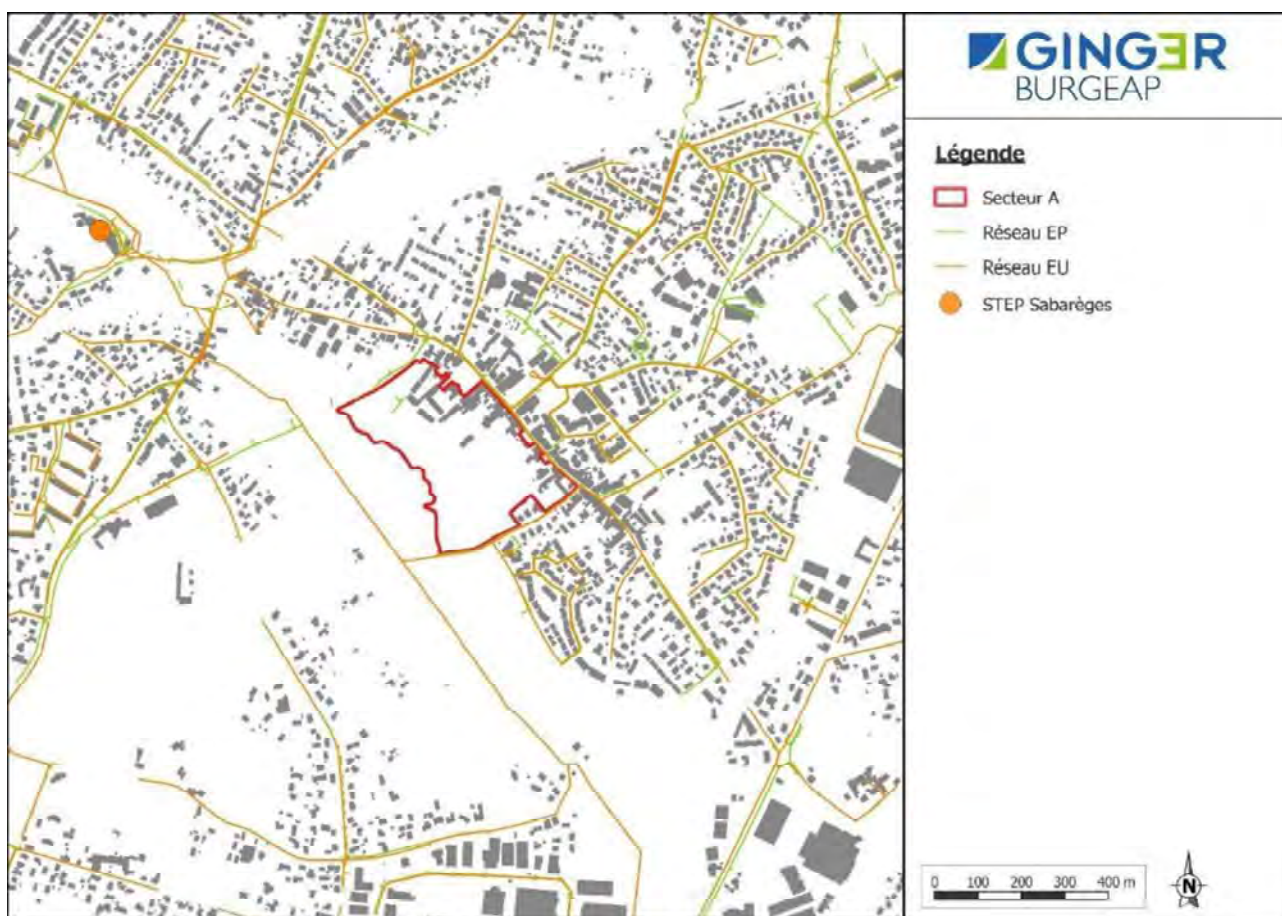 GINGER
BURGEAP
Légende
Secteur A
Réseau EP
Réseau EU
STEP Sabarèges
0 100 200 300 400 m
N